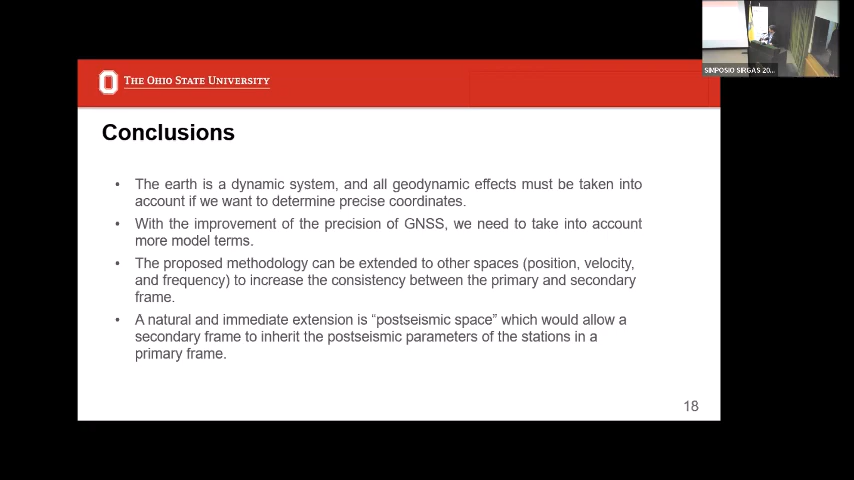 SIMPOSIO SIRGAS 20...
THE OHIO STATE UNIVERSITY
Conclusions
• The earth is a dynamic system, and all geodynamic effects must be taken into
account if we want to determine precise coordinates.
• With the improvement of the precision of GNSS, we need to take into account
more model terms.
• The proposed methodology can be extended to other spaces (position, velocity,
and frequency) to increase the consistency between the primary and secondary
frame.
• A natural and immediate extension is “postseismic space” which would allow a
secondary frame to inherit the postseismic parameters of the stations in a
primary frame.
18